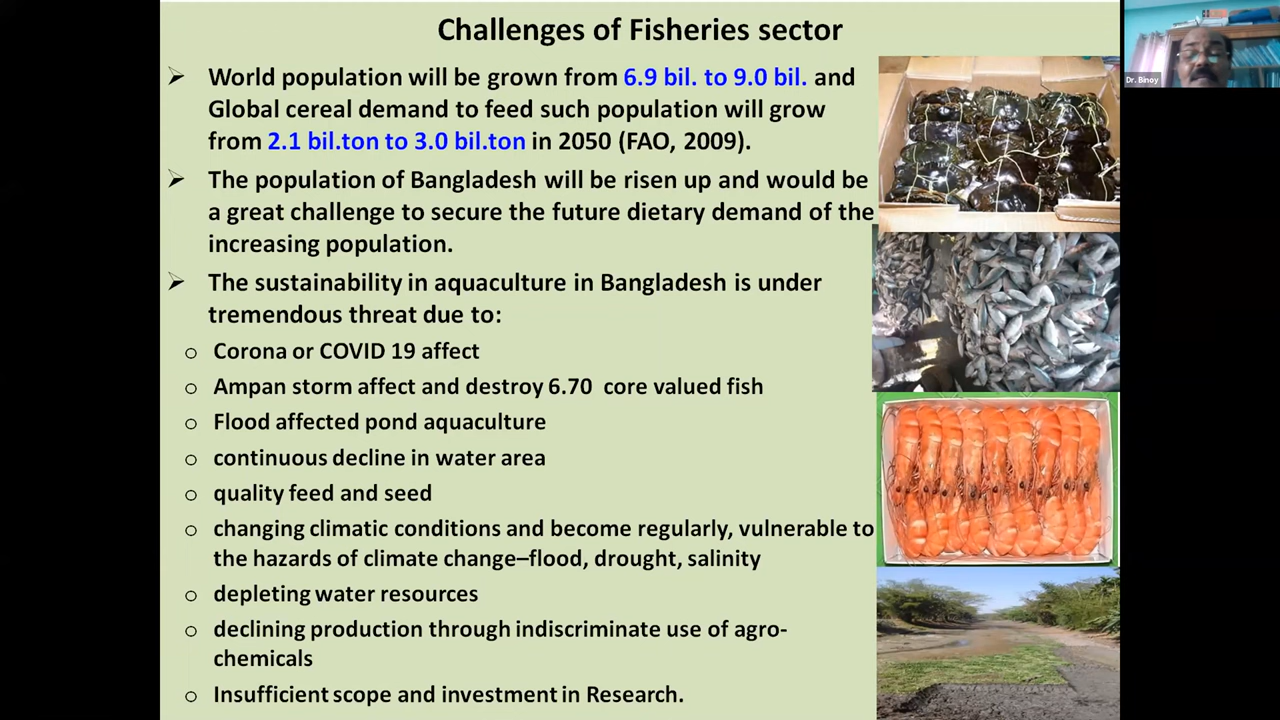 Challenges of Fisheries sector
➢ World population will be grown from 6.9 bil. to 9.0 bil. and
Global cereal demand to feed such population will grow
from 2.1 bil.ton to 3.0 bil.ton in 2050 (FAO, 2009).
➢ The population of Bangladesh will be risen up and would be
a great challenge to secure the future dietary demand of the
increasing population.
➢ The sustainability in aquaculture in Bangladesh is under
tremendous threat due to:
o Corona or COVID 19 affect
o Ampan storm affect and destroy 6.70 core valued fish
o Flood affected pond aquaculture
o continuous decline in water area
o quality feed and seed
o changing climatic conditions and become regularly, vulnerable to
the hazards of climate change–flood, drought, salinity
o depleting water resources
o declining production through indiscriminate use of agro-
chemicals
o Insufficient scope and investment in Research.
Dr. Binoy